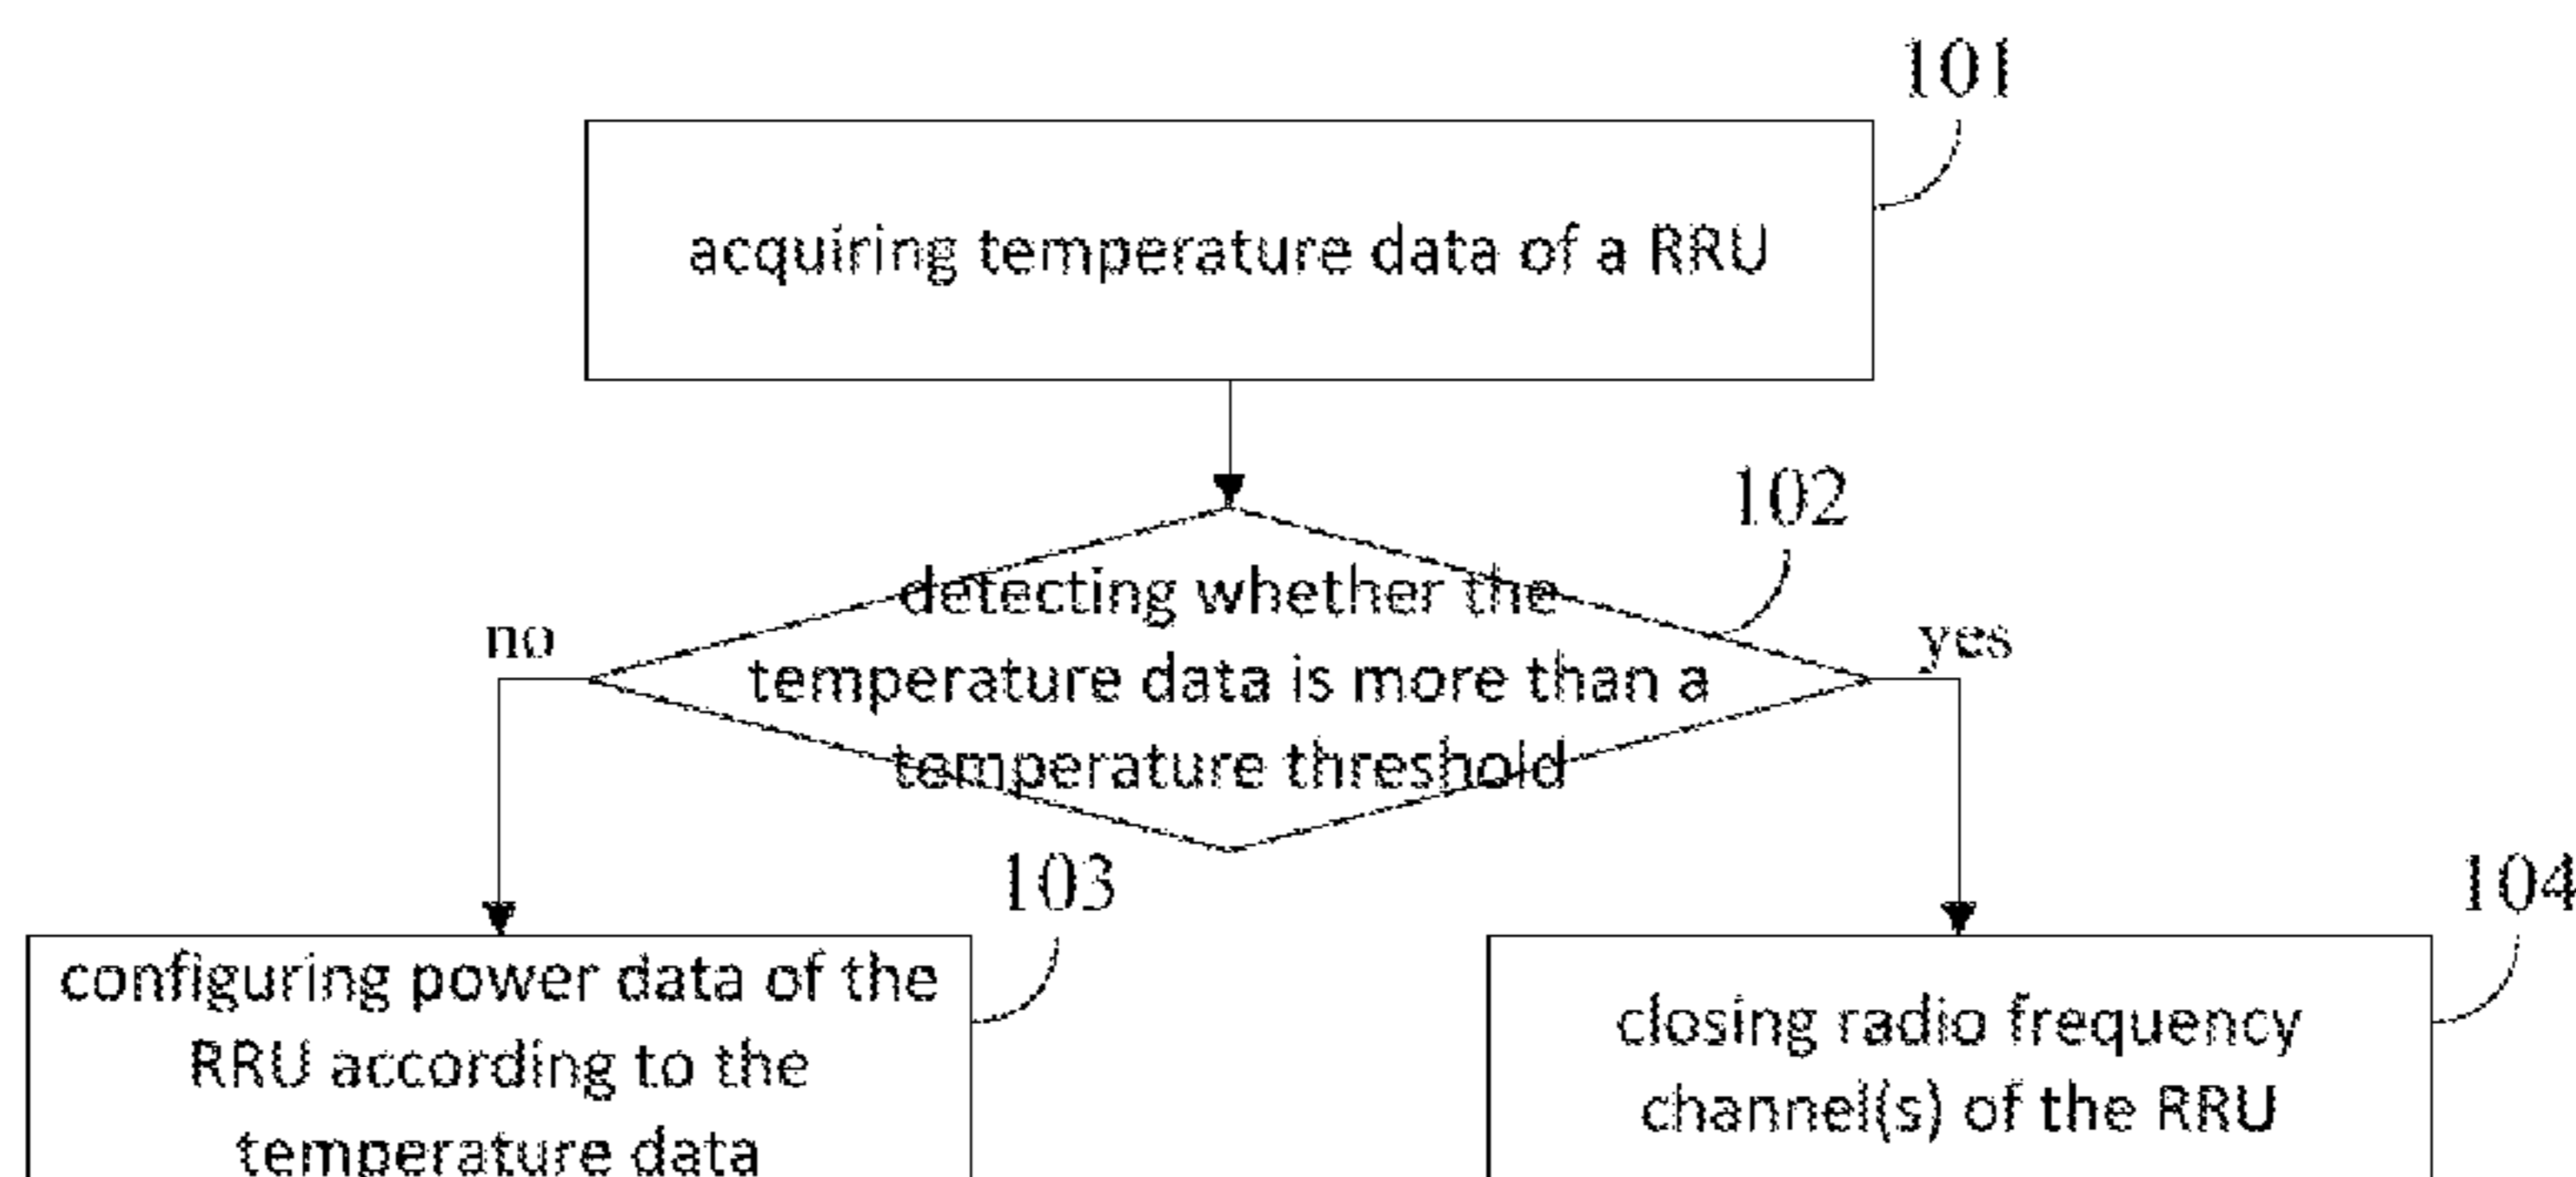 101
acquiring temperature data of a RRU
102
detecting whether the
no
yes
temperature data is more than a
temperature threshold
103
104
configuring power data of the
RRU according to the
temperature data
closing radio frequency
channel(s) of the RRU